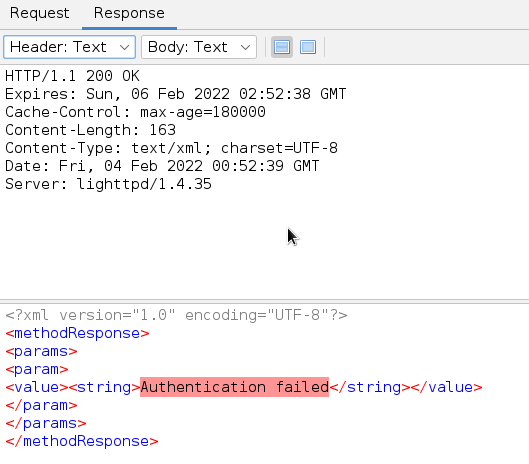 Request Response
Header: Text Body: Text
HTTP/1.1 200 OK
Expires: Sun, 06 Feb 2022 02:52:38 GMT
Cache-Control: max-age=180000
Content-Length: 163
Content-Type: text/xml; charset=UTF-8
Date: Fri, 04 Feb 2022 00:52:39 GMT
Server: lighttpd/1.4.35
<?xml version="1.0" encoding="UTF-8"?>
<methodResponse>
<params>
<param>
<value><string>Authentication failed</string></value>
</param>
</params>
</methodResponse>